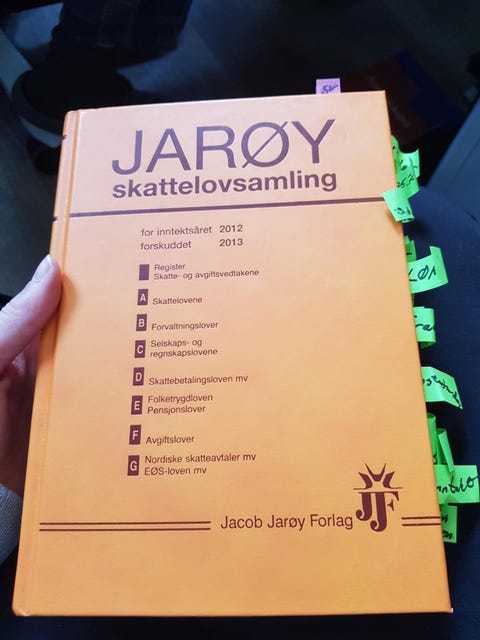 JARØY
skattelovsamling
for inntektsåret 2012
forskuddet 2013
Register
Skatte- og avgiftsvedtakene
A Skattelovene
B Forvaltningslover
C Selskaps- og
regnskapslovene
D Skattebetalingsloven mv
E Folketrygdloven
Pensjonslover
F Avgiftslover
G Nordiske skatteavtaler mv
EØS-loven mv
Jacob Jarøy Forlag
JF